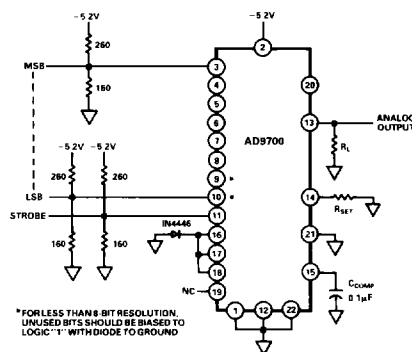 −5 2V
−5 2V
260
2
MSB
3
20
160
4
5
13
ANALOG
OUTPUT
6
AD9700
R_L
7
−5 2V
−5 2V
8
260
260
9
*
LSB
10
*
14
R_SET
STROBE
11
IN4446
16
21
160
160
17
18
15
C_COMP
0 1µF
NC
19
1
12
22
*FOR LESS THAN 8-BIT RESOLUTION,
UNUSED BITS SHOULD BE BIASED TO
LOGIC "1" WITH DIODE TO GROUND